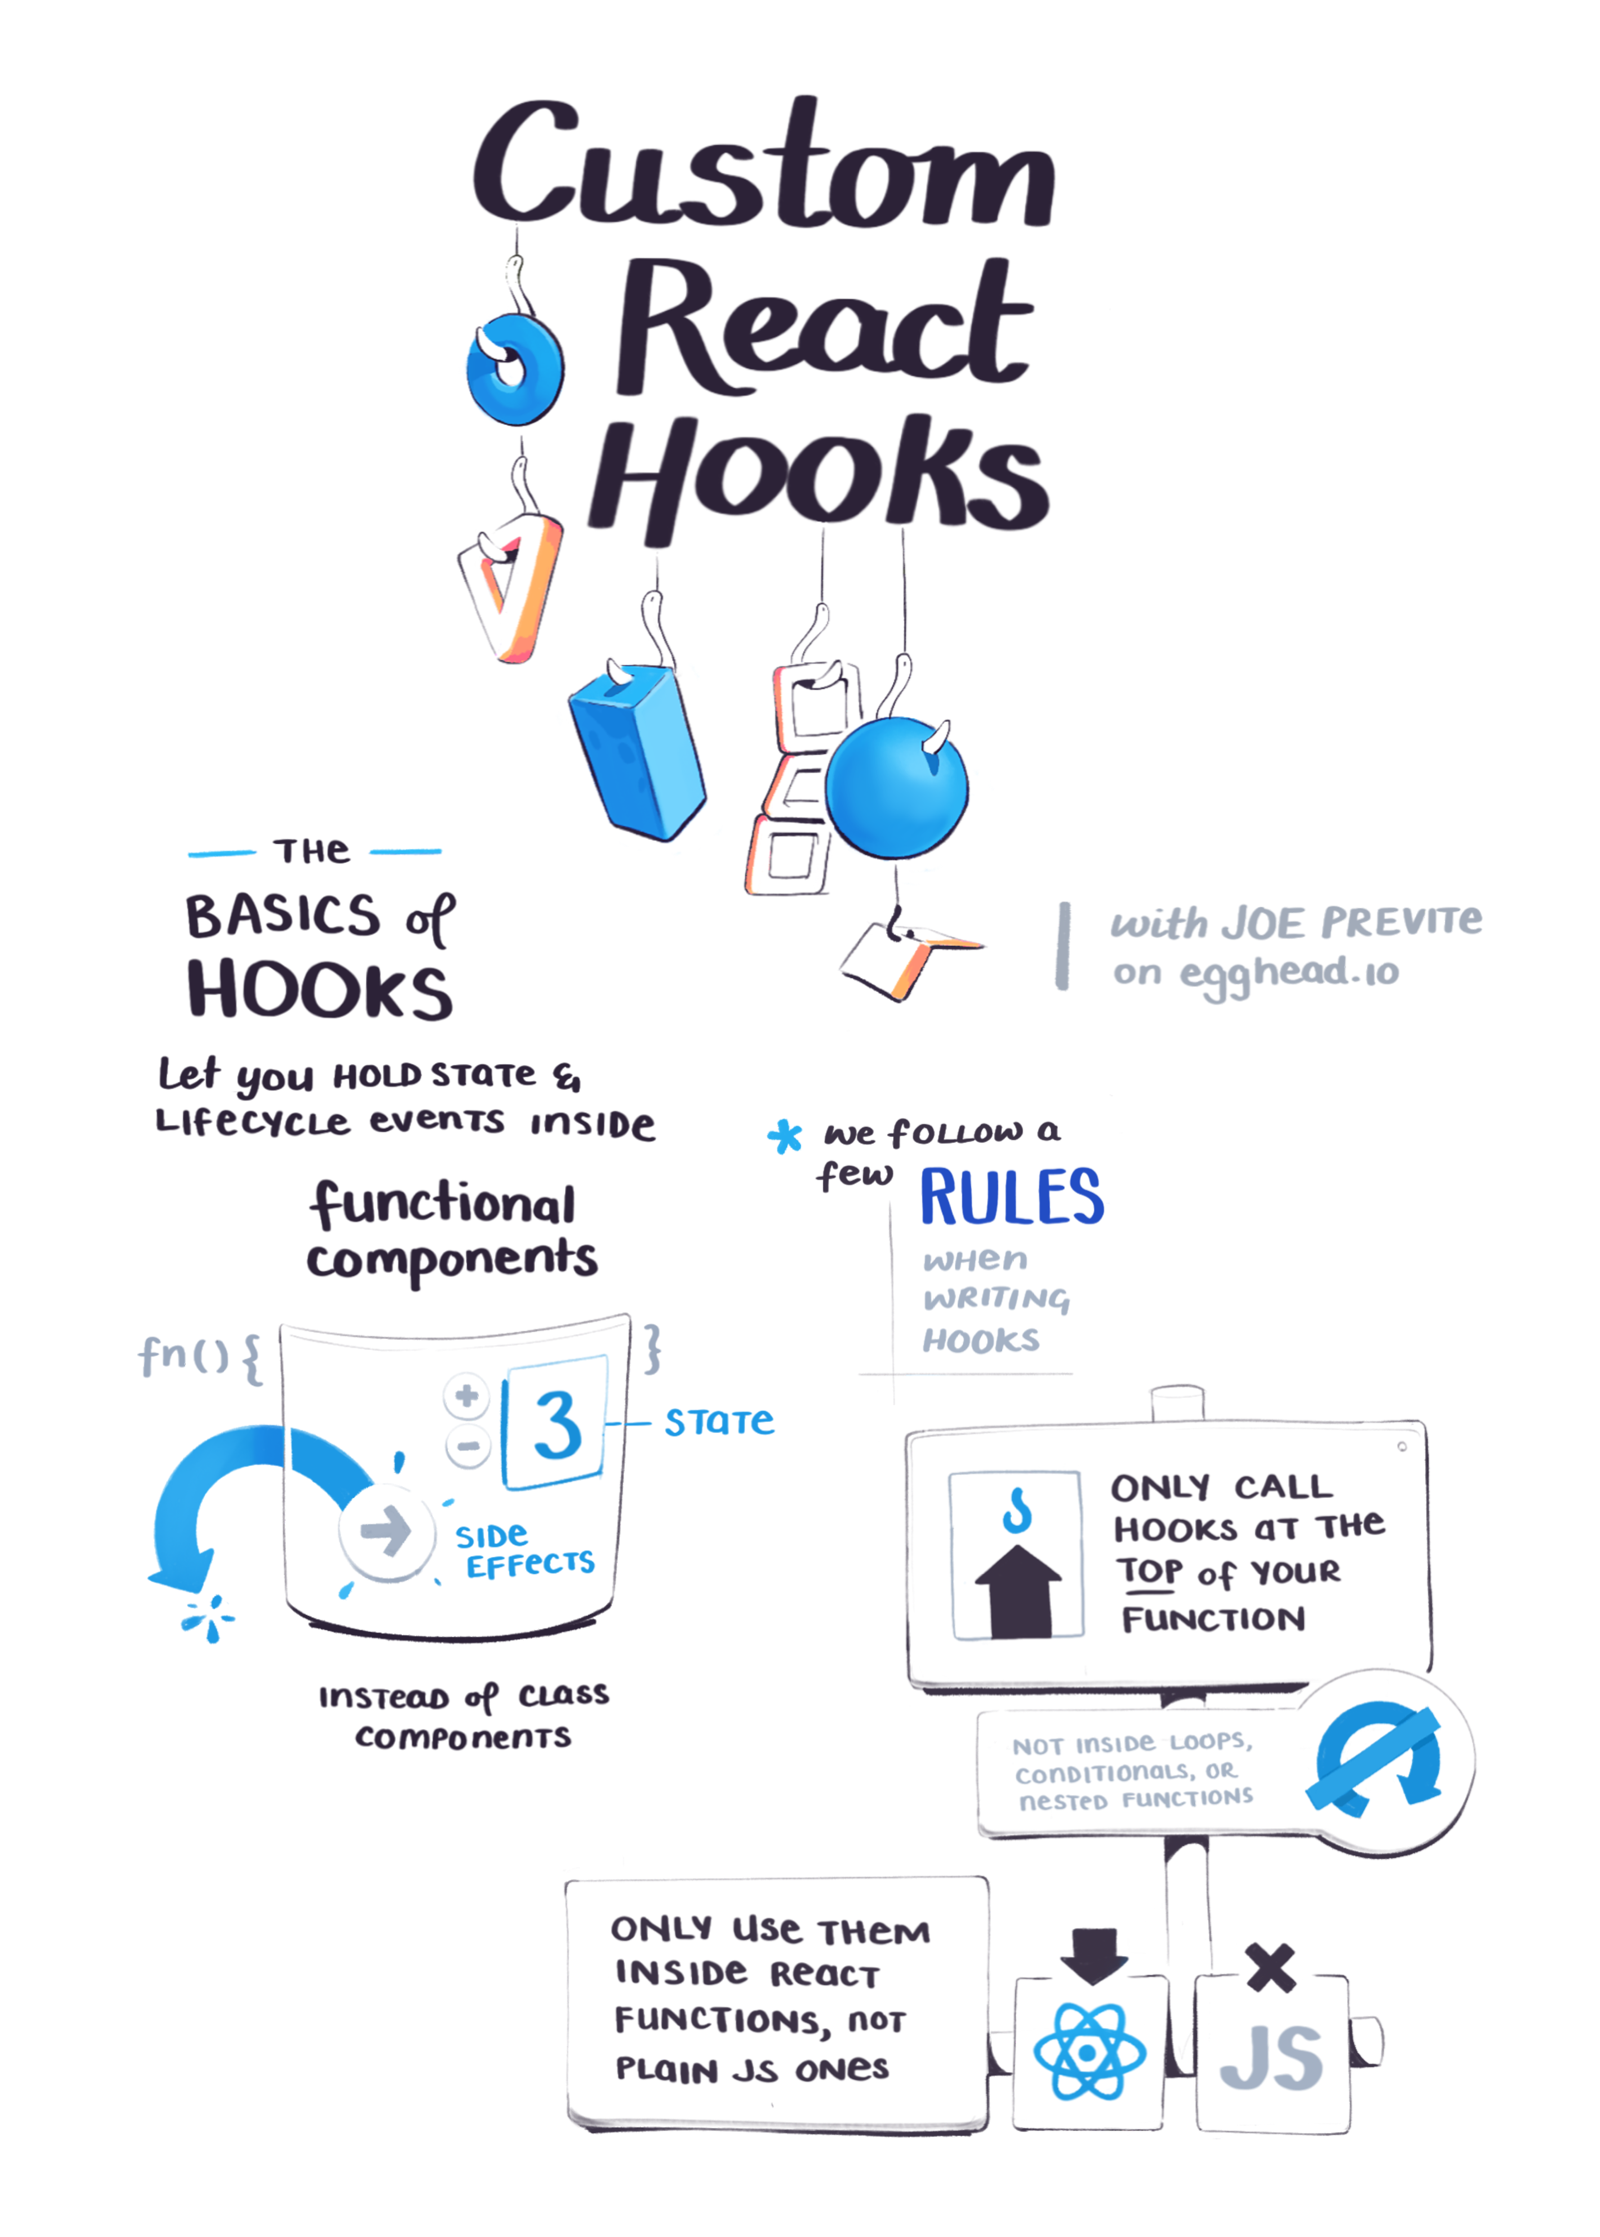 Custom
React
Hooks
with JOE PREVITE
on egghead.io
THE
BASICS of
HOOKS
Let you HOLD STATE &
LIFECYCLE EVENTS INSIDE
functional
components
fn() {
}
+
-
3
STATE
SIDE
EFFECTS
INSTEAD of CLASS
COMPONENTS
* WE FOLLOW A
FEW RULES
WHEN
WRITING
HOOKS
ONLY CALL
HOOKS AT THE
TOP of YOUR
FUNCTION
NOT INSIDE LOOPS,
CONDITIONALS, OR
NESTED FUNCTIONS
ONLY USE THEM
INSIDE REACT
FUNCTIONS, NOT
PLAIN JS ONES
JS